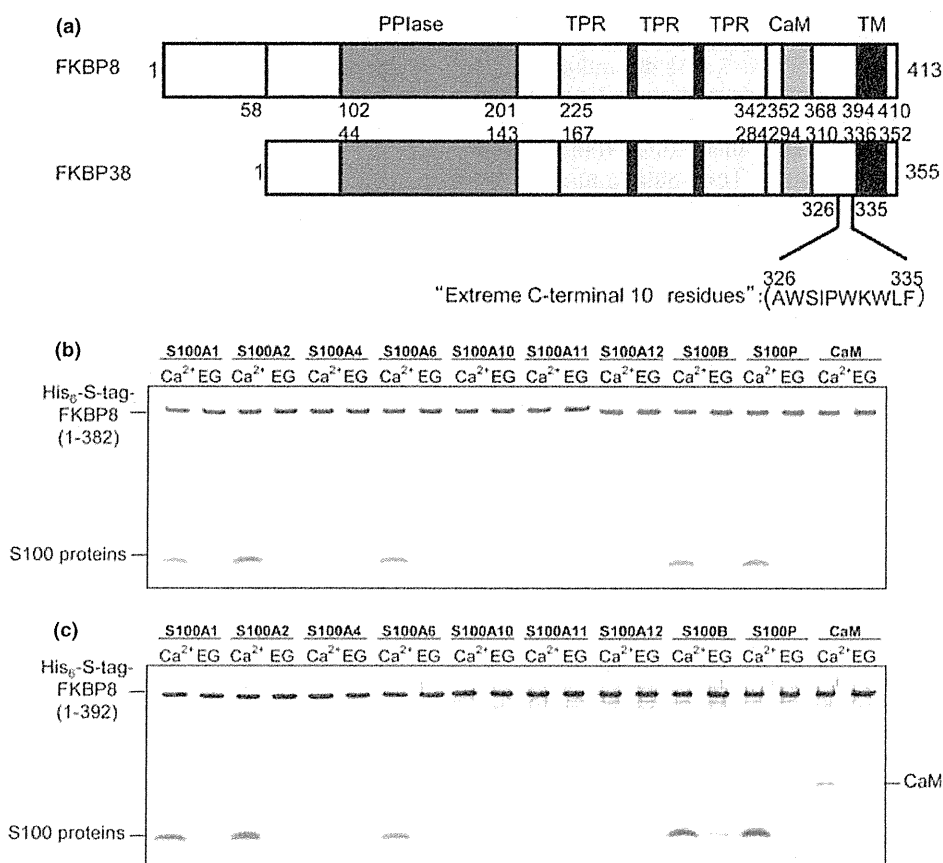 (a)
PPIase TPR TPR TPR CaM TM
FKBP8 1 413
58 102 201 225 342 352 368 394 410
44 143 167 284 294 310 336 352
FKBP38 1 355
326 335
326 335
"Extreme C-terminal 10 residues":(AWSIPWKWLF)
(b)
S100A1 S100A2 S100A4 S100A6 S100A10 S100A11 S100A12 S100B S100P CaM
Ca²⁺ EG Ca²⁺ EG Ca²⁺ EG Ca²⁺ EG Ca²⁺ EG Ca²⁺ EG Ca²⁺ EG Ca²⁺ EG Ca²⁺ EG Ca²⁺ EG
His₆-S-tag-
FKBP8
(1-382)
S100 proteins
(c)
S100A1 S100A2 S100A4 S100A6 S100A10 S100A11 S100A12 S100B S100P CaM
Ca²⁺ EG Ca²⁺ EG Ca²⁺ EG Ca²⁺ EG Ca²⁺ EG Ca²⁺ EG Ca²⁺ EG Ca²⁺ EG Ca²⁺ EG Ca²⁺ EG
His₆-S-tag-
FKBP8
(1-392)
CaM
S100 proteins